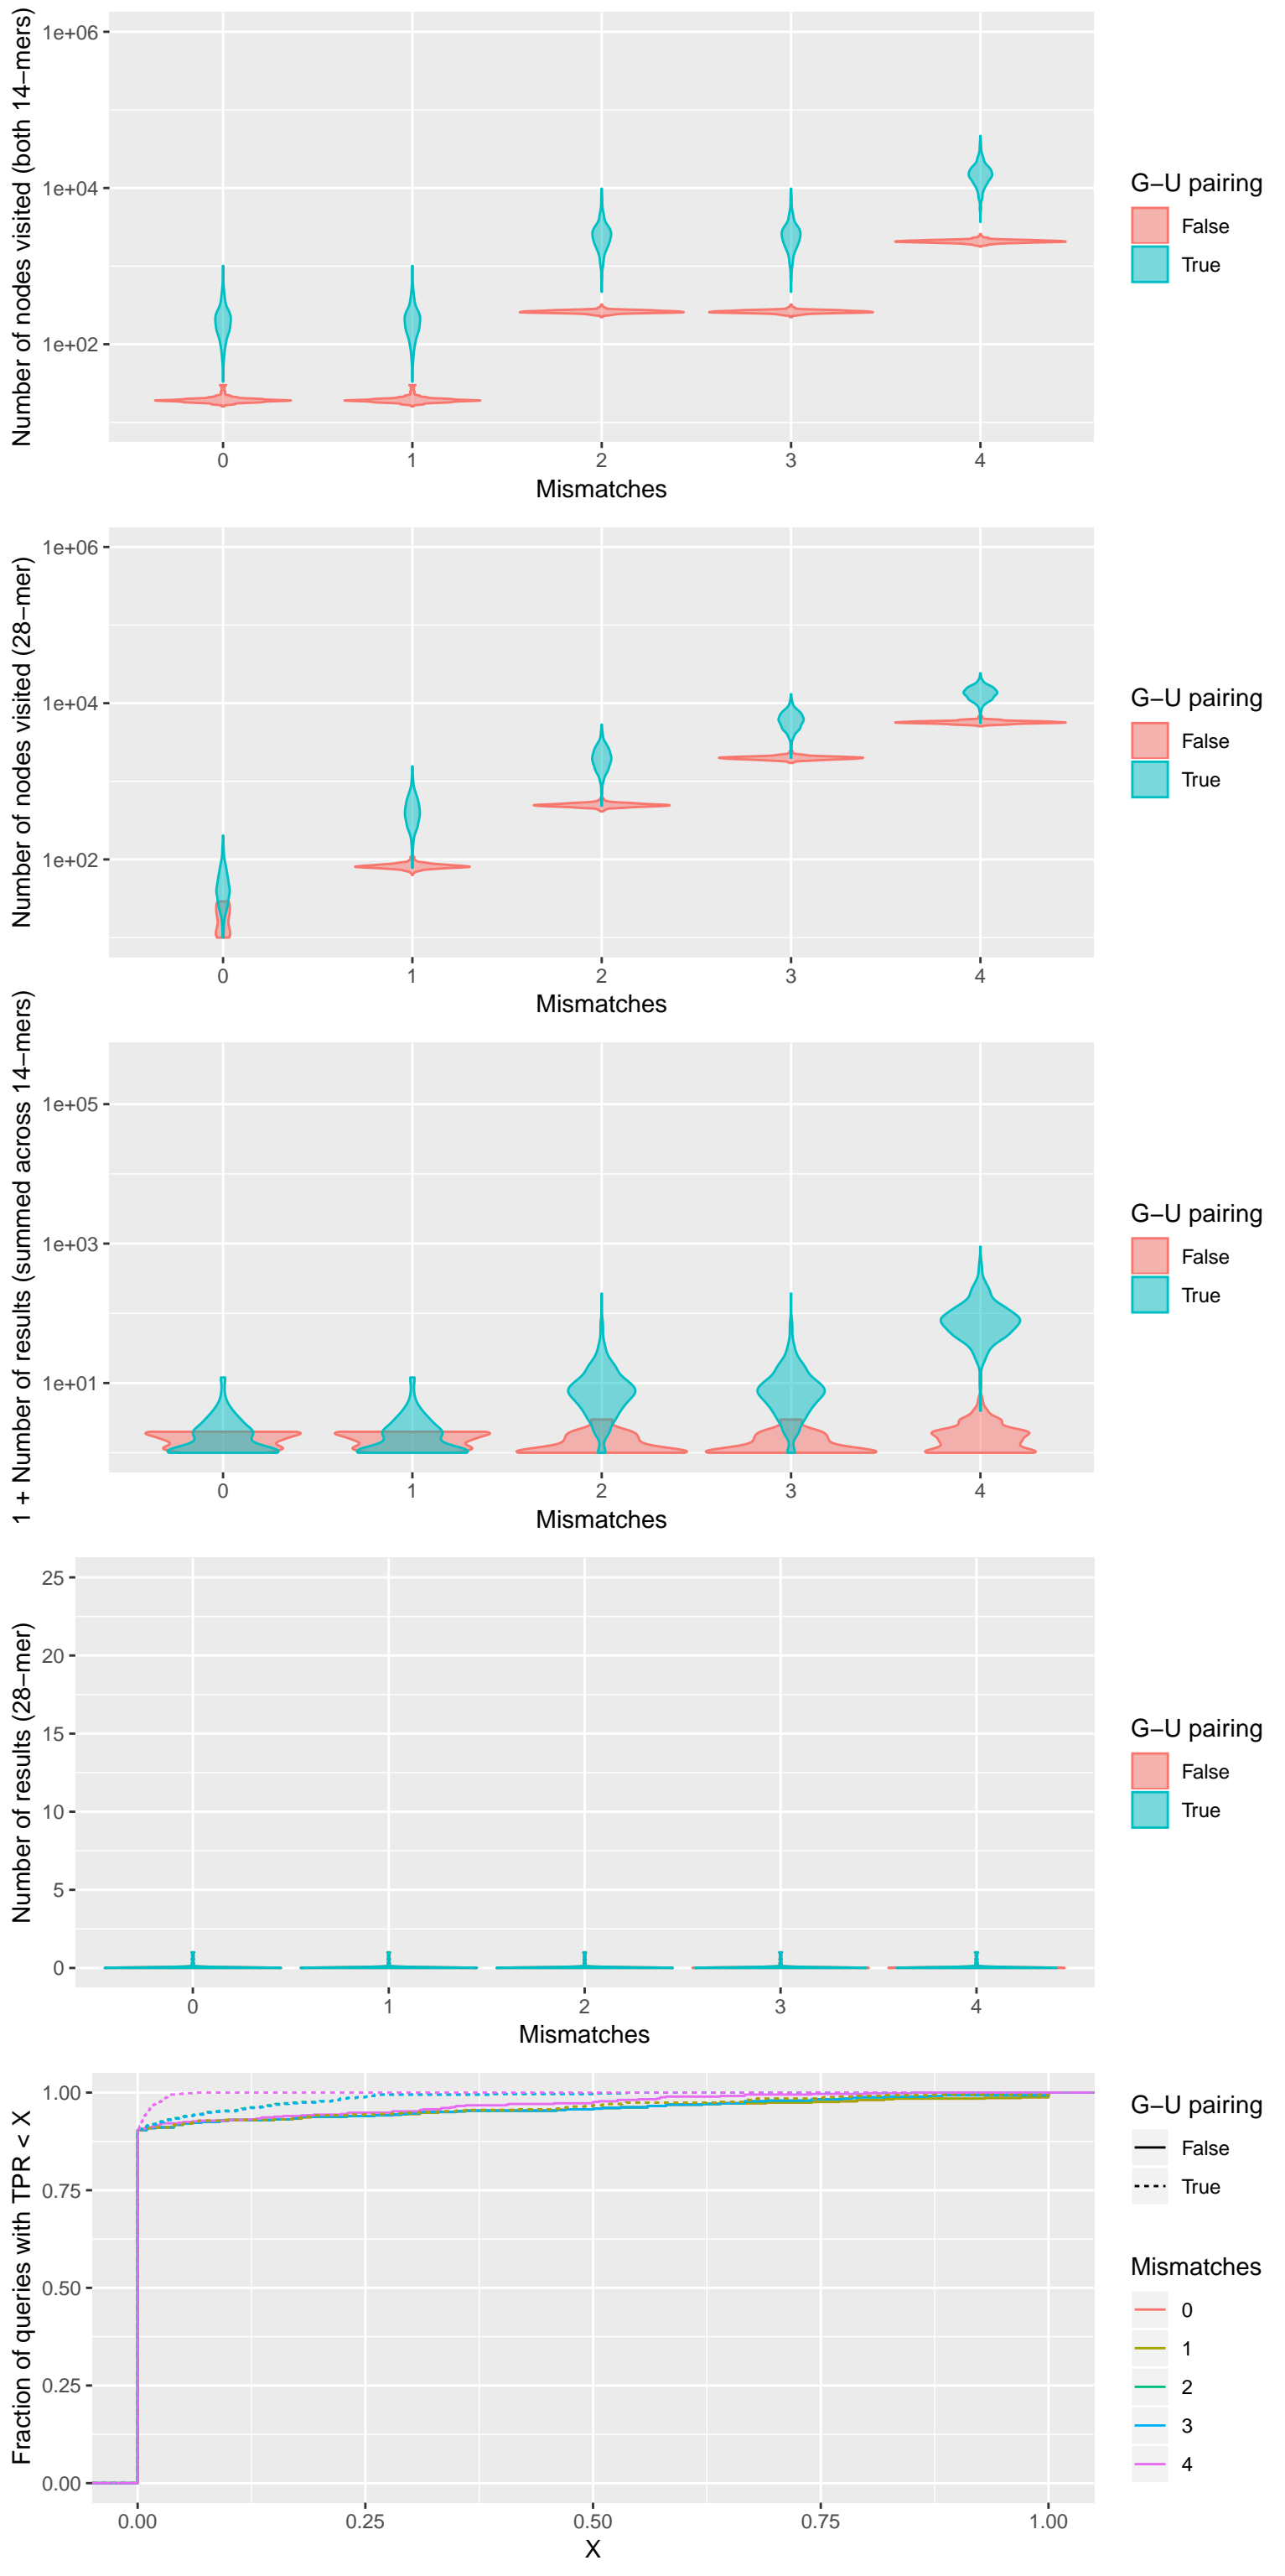 Number of nodes visited (both 14−mers)
1e+06
1e+04
1e+02
0 1 2 3 4
Mismatches
G−U pairing
False
True
Number of nodes visited (28−mer)
1e+06
1e+04
1e+02
0 1 2 3 4
Mismatches
G−U pairing
False
True
1 + Number of results (summed across 14−mers)
1e+05
1e+03
1e+01
0 1 2 3 4
Mismatches
G−U pairing
False
True
Number of results (28−mer)
25
20
15
10
5
0
0 1 2 3 4
Mismatches
G−U pairing
False
True
Fraction of queries with TPR < X
1.00
0.75
0.50
0.25
0.00
0.00 0.25 0.50 0.75 1.00
X
G−U pairing
False
True
Mismatches
0
1
2
3
4